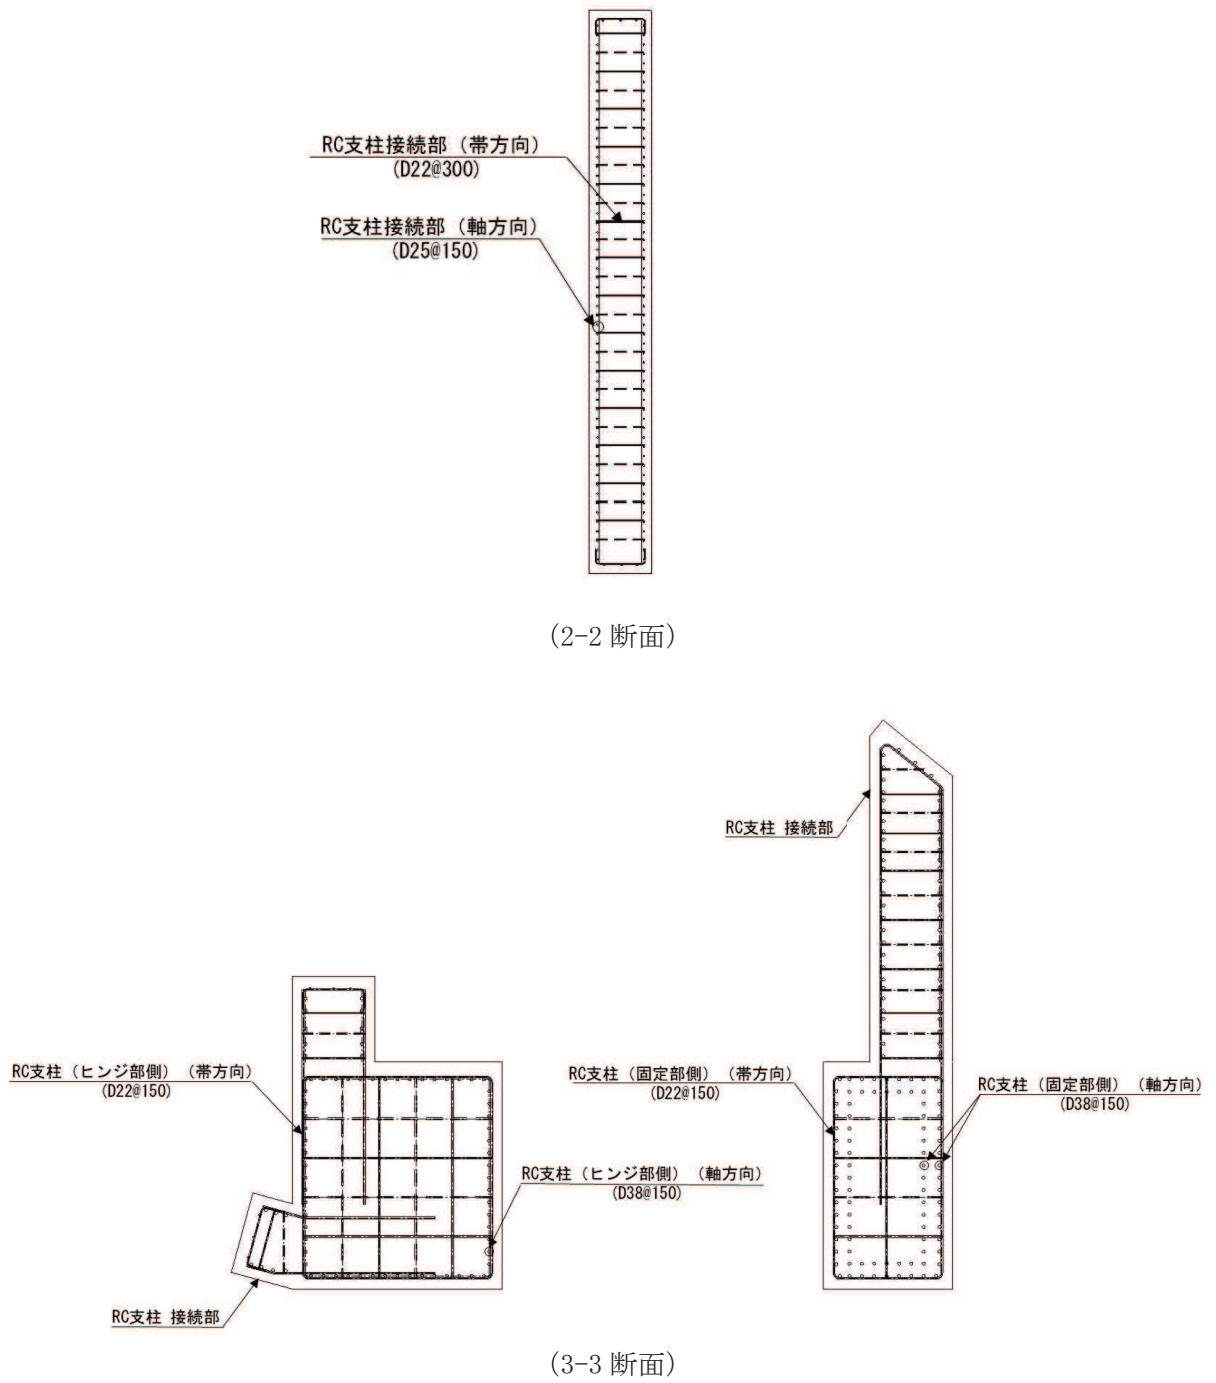 RC支柱接続部（帯方向）
(D22@300)
RC支柱接続部（軸方向）
(D25@150)
(2-2 断面)
RC支柱 接続部
RC支柱（ヒンジ部側）（帯方向）
(D22@150)
RC支柱（固定部側）（帯方向）
(D22@150)
RC支柱（固定部側）（軸方向）
(D38@150)
RC支柱（ヒンジ部側）（軸方向）
(D38@150)
RC支柱 接続部
(3-3 断面)